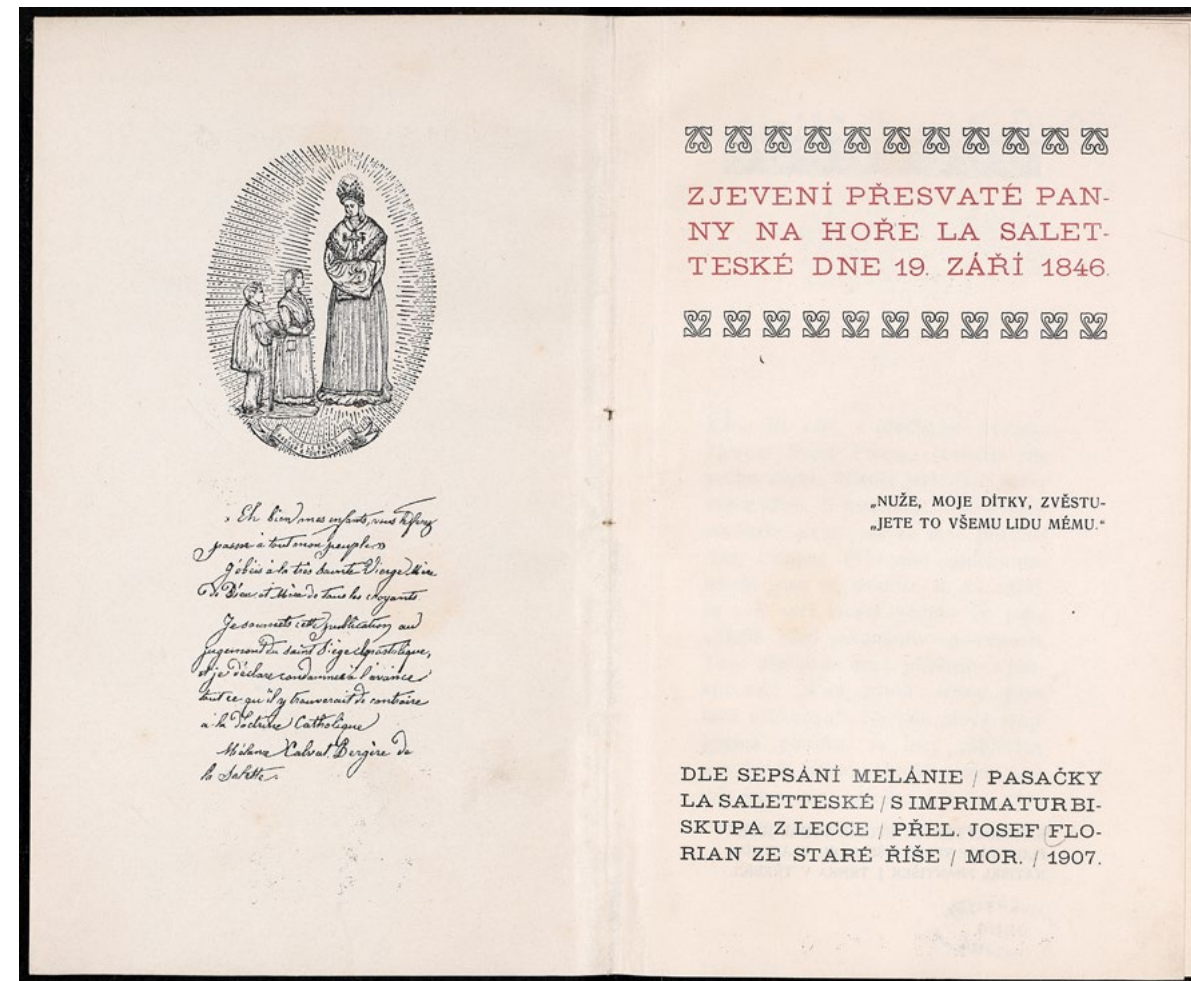 „Eh bien, mes enfants, vous le ferez
passer à tout mon peuple»
J'obéis à la très Sainte Vierge Mère
de Dieu et Mère de tous les croyants
Je soumets cette publication au
jugement du saint Siège Apostolique,
et je déclare condamner à l'avance
tout ce qu'il y trouverait de contraire
à la doctrine Catholique
Mélanie Calvat, Bergère de
la Salette.
ZJEVENÍ PŘESVATÉ PAN-
NY NA HOŘE LA SALET-
TESKÉ DNE 19. ZÁŘÍ 1846.
„NUŽE, MOJE DÍTKY, ZVĚSTU-
„JETE TO VŠEMU LIDU MÉMU.“
DLE SEPSÁNÍ MELÁNIE / PASAČKY
LA SALETTESKÉ / S IMPRIMATUR BI-
SKUPA Z LECCE / PŘEL. JOSEF FLO-
RIAN ZE STARÉ ŘÍŠE / MOR. / 1907.